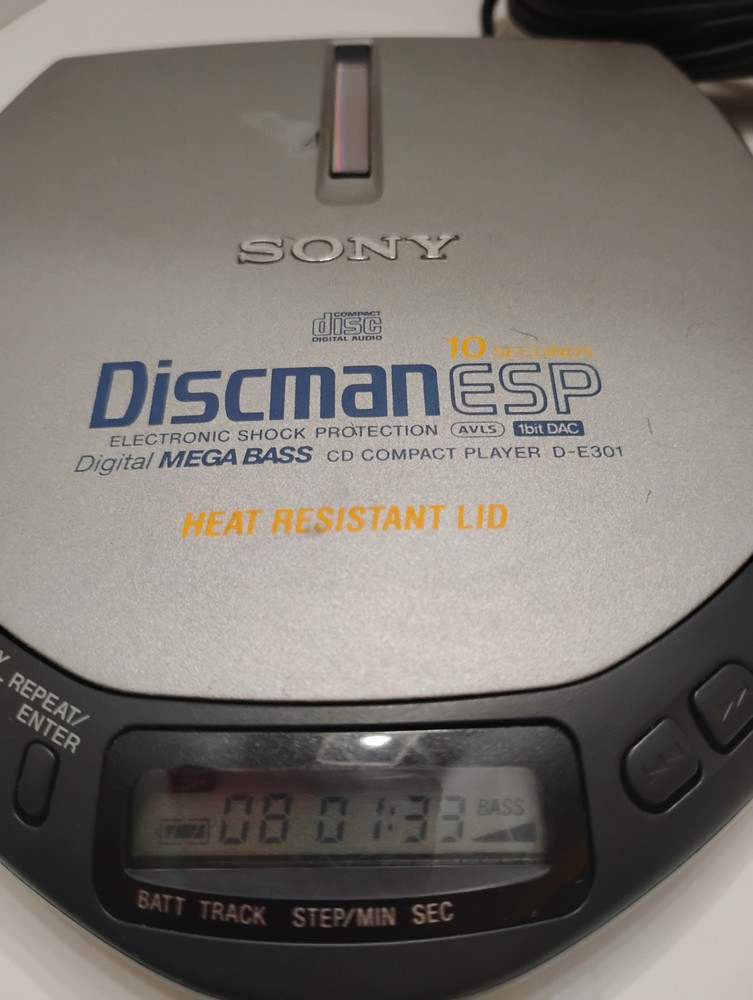 SONY
COMPACT
disc
DIGITAL AUDIO
10 SECONDS
Discman ESP
ELECTRONIC SHOCK PROTECTION AVLS 1bit DAC
Digital MEGA BASS CD COMPACT PLAYER D-E301
HEAT RESISTANT LID
REPEAT/
ENTER
08 01:33 BASS
BATT TRACK STEP/MIN SEC